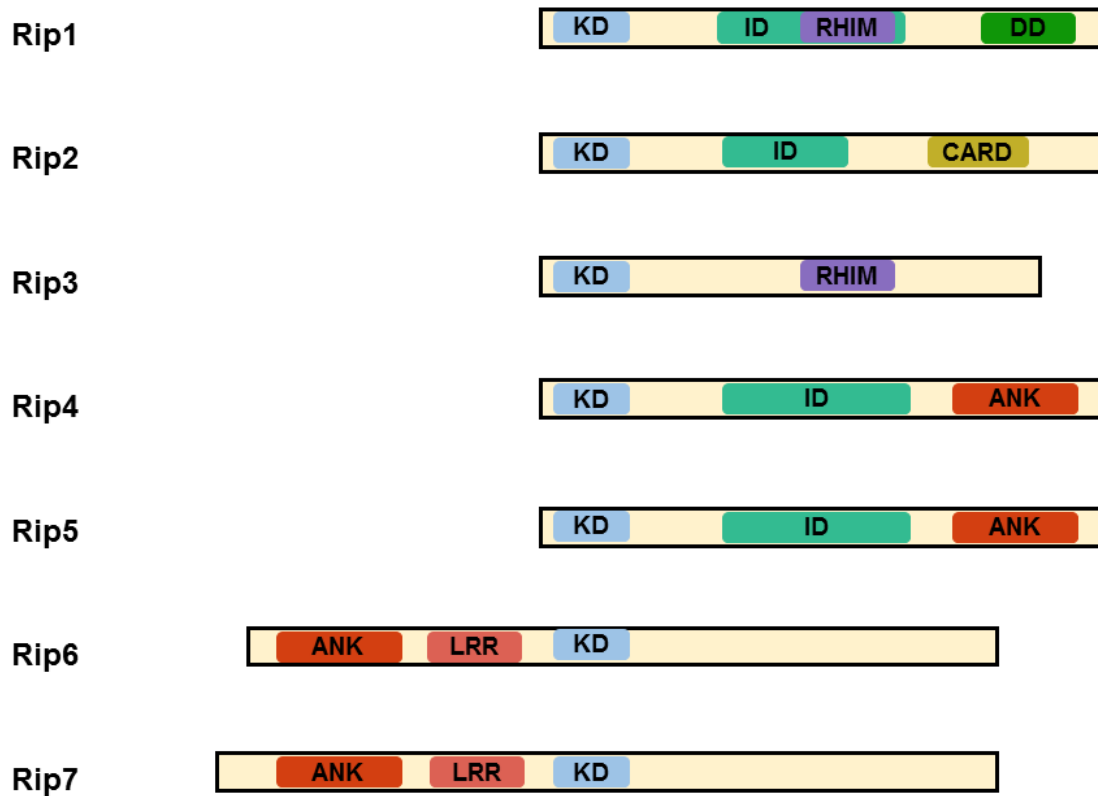 Rip1 KD ID RHIM DD
Rip2 KD ID CARD
Rip3 KD RHIM
Rip4 KD ID ANK
Rip5 KD ID ANK
Rip6 ANK LRR KD
Rip7 ANK LRR KD